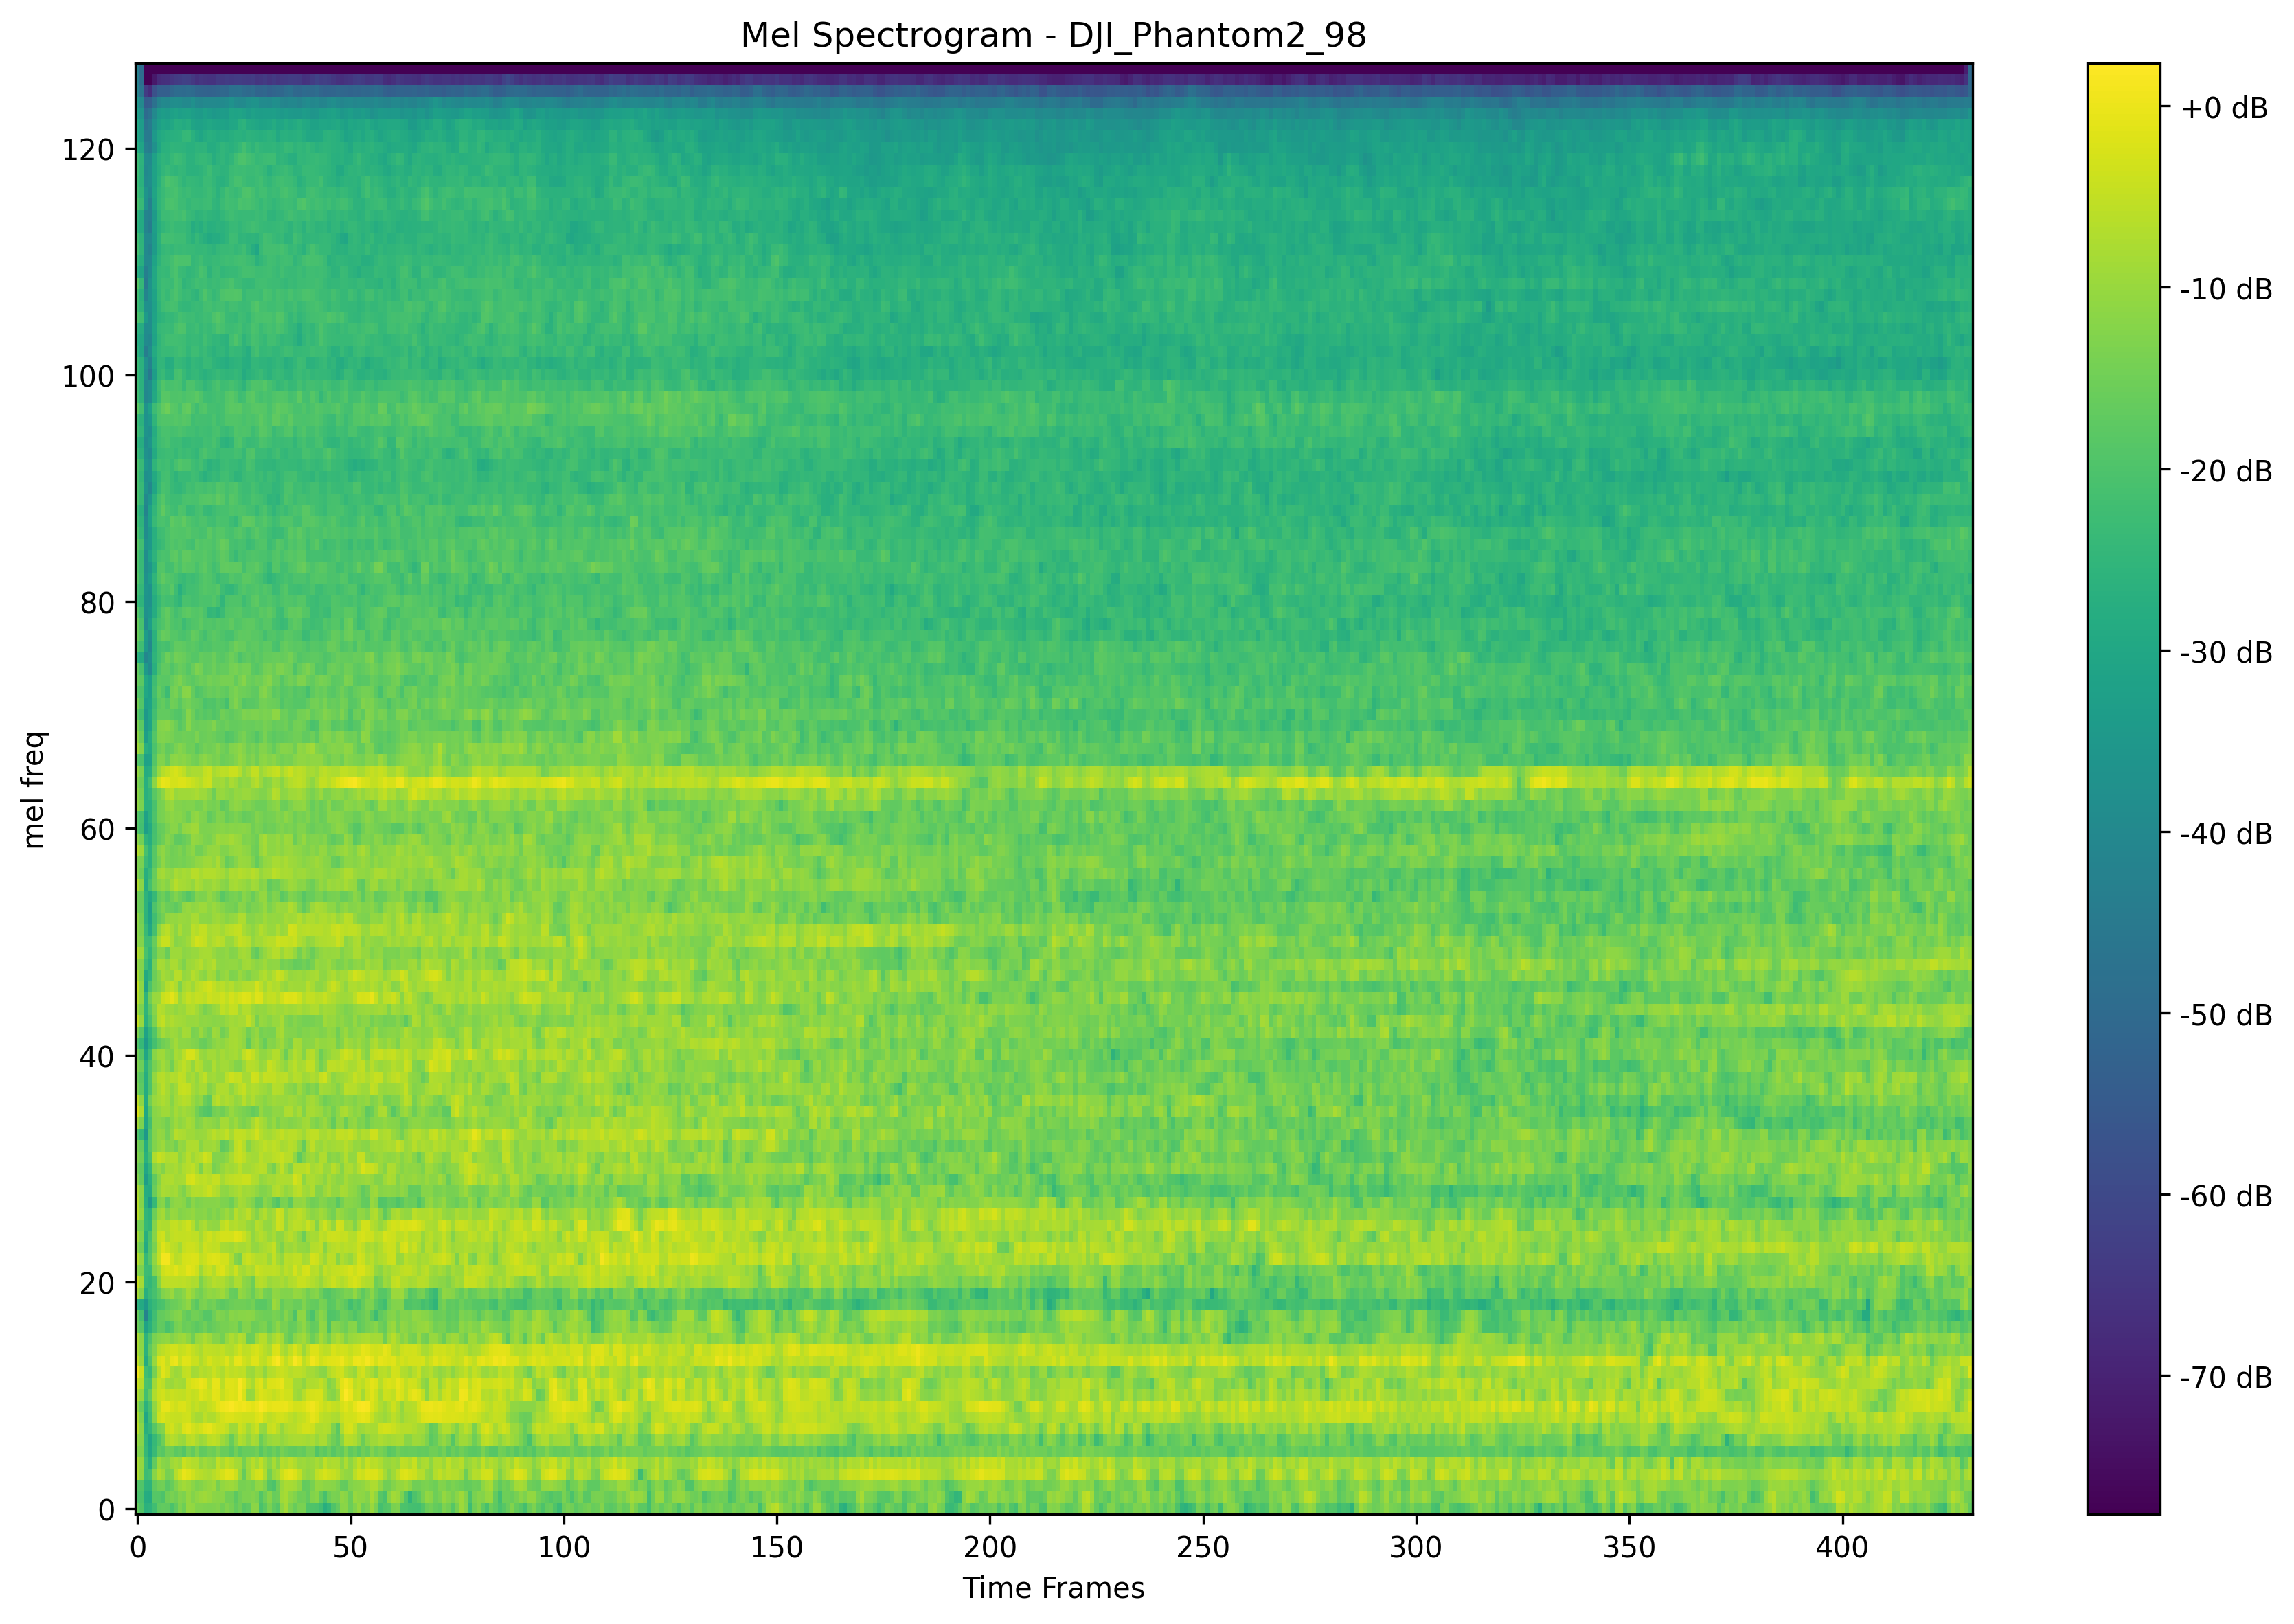 Mel Spectrogram - DJI_Phantom2_98
mel freq
120
100
80
60
40
20
0
0 50 100 150 200 250 300 350 400
Time Frames
+0 dB
-10 dB
-20 dB
-30 dB
-40 dB
-50 dB
-60 dB
-70 dB